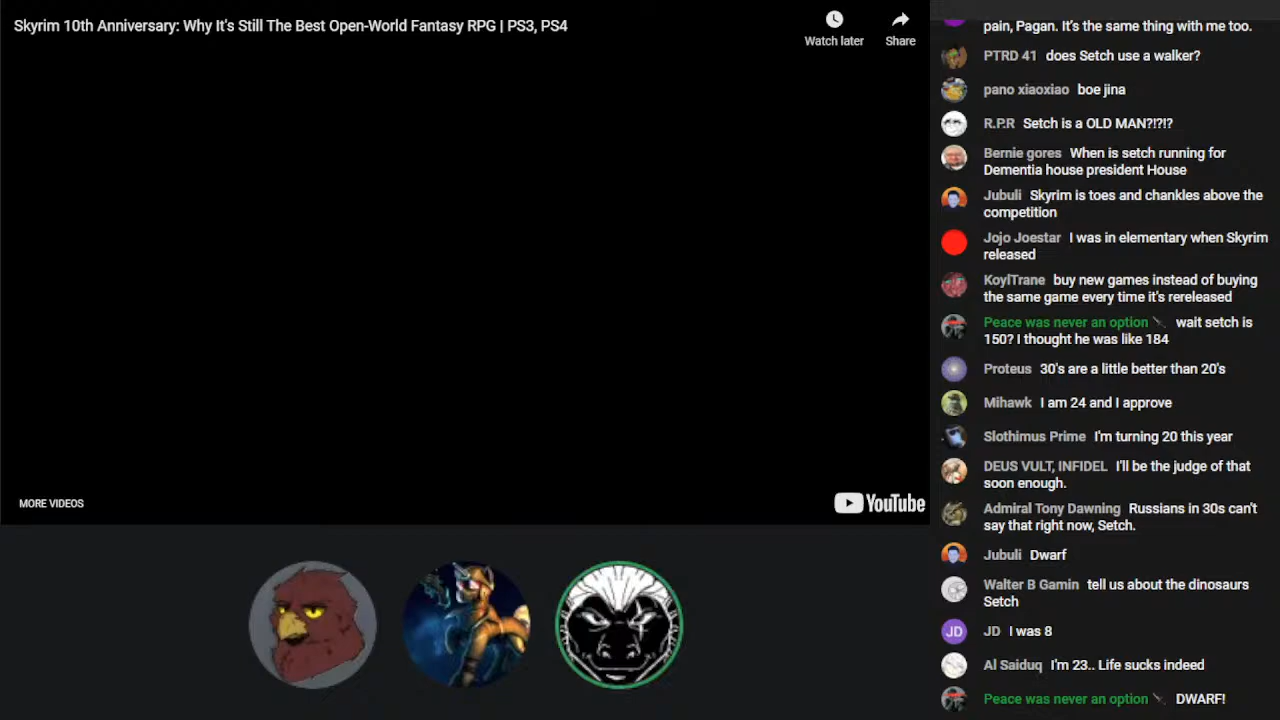 Skyrim 10th Anniversary: Why It's Still The Best Open-World Fantasy RPG | PS3, PS4
Watch later
Share
MORE VIDEOS
YouTube
pain, Pagan. It's the same thing with me too.
PTRD 41 does Setch use a walker?
pano xiaoxiao boe jina
R.P.R Setch is a OLD MAN?!?!?
Bernie gores When is setch running for
Dementia house president House
Jubuli Skyrim is toes and chankles above the
competition
Jojo Joestar I was in elementary when Skyrim
released
KoylTrane buy new games instead of buying
the same game every time it's rereleased
Peace was never an option wait setch is
150? I thought he was like 184
Proteus 30's are a little better than 20's
Mihawk I am 24 and I approve
Slothimus Prime I'm turning 20 this year
DEUS VULT, INFIDEL I'll be the judge of that
soon enough.
Admiral Tony Dawning Russians in 30s can't
say that right now, Setch.
Jubuli Dwarf
Walter B Gamin tell us about the dinosaurs
Setch
JD JD I was 8
Al Saiduq I'm 23.. Life sucks indeed
Peace was never an option DWARF!